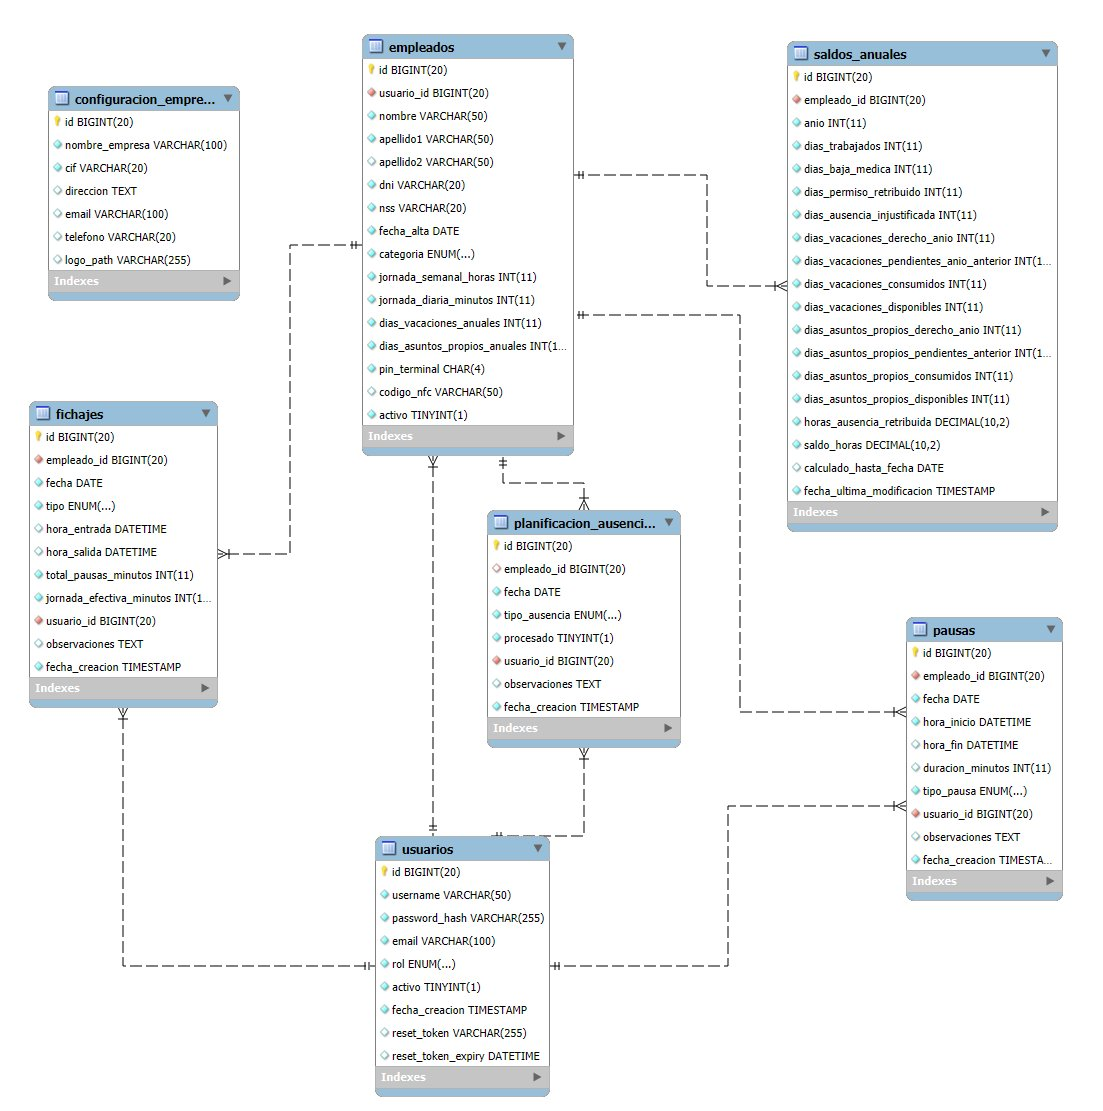 empleados
id BIGINT(20)
usuario_id BIGINT(20)
nombre VARCHAR(50)
apellido1 VARCHAR(50)
apellido2 VARCHAR(50)
dni VARCHAR(20)
nss VARCHAR(20)
fecha_alta DATE
categoria ENUM(...)
jornada_semanal_horas INT(11)
jornada_diaria_minutos INT(11)
dias_vacaciones_anuales INT(11)
dias_asuntos_propios_anuales INT(1...
pin_terminal CHAR(4)
codigo_nfc VARCHAR(50)
activo TINYINT(1)
Indexes
saldos_anuales
id BIGINT(20)
empleado_id BIGINT(20)
anio INT(11)
dias_trabajados INT(11)
dias_baja_medica INT(11)
dias_permiso_retribuido INT(11)
dias_ausencia_injustificada INT(11)
dias_vacaciones_derecho_anio INT(11)
dias_vacaciones_pendientes_anio_anterior INT(1...
dias_vacaciones_consumidos INT(11)
dias_vacaciones_disponibles INT(11)
dias_asuntos_propios_derecho_anio INT(11)
dias_asuntos_propios_pendientes_anterior INT(1...
dias_asuntos_propios_consumidos INT(11)
dias_asuntos_propios_disponibles INT(11)
horas_ausencia_retribuida DECIMAL(10,2)
saldo_horas DECIMAL(10,2)
calculado_hasta_fecha DATE
fecha_ultima_modificacion TIMESTAMP
Indexes
configuracion_empre...
id BIGINT(20)
nombre_empresa VARCHAR(100)
cif VARCHAR(20)
direccion TEXT
email VARCHAR(100)
telefono VARCHAR(20)
logo_path VARCHAR(255)
Indexes
fichajes
id BIGINT(20)
empleado_id BIGINT(20)
fecha DATE
tipo ENUM(...)
hora_entrada DATETIME
hora_salida DATETIME
total_pausas_minutos INT(11)
jornada_efectiva_minutos INT(1...
usuario_id BIGINT(20)
observaciones TEXT
fecha_creacion TIMESTAMP
Indexes
planificacion_ausenci...
id BIGINT(20)
empleado_id BIGINT(20)
fecha DATE
tipo_ausencia ENUM(...)
procesado TINYINT(1)
usuario_id BIGINT(20)
observaciones TEXT
fecha_creacion TIMESTAMP
Indexes
pausas
id BIGINT(20)
empleado_id BIGINT(20)
fecha DATE
hora_inicio DATETIME
hora_fin DATETIME
duracion_minutos INT(11)
tipo_pausa ENUM(...)
usuario_id BIGINT(20)
observaciones TEXT
fecha_creacion TIMESTA...
Indexes
usuarios
id BIGINT(20)
username VARCHAR(50)
password_hash VARCHAR(255)
email VARCHAR(100)
rol ENUM(...)
activo TINYINT(1)
fecha_creacion TIMESTAMP
reset_token VARCHAR(255)
reset_token_expiry DATETIME
Indexes